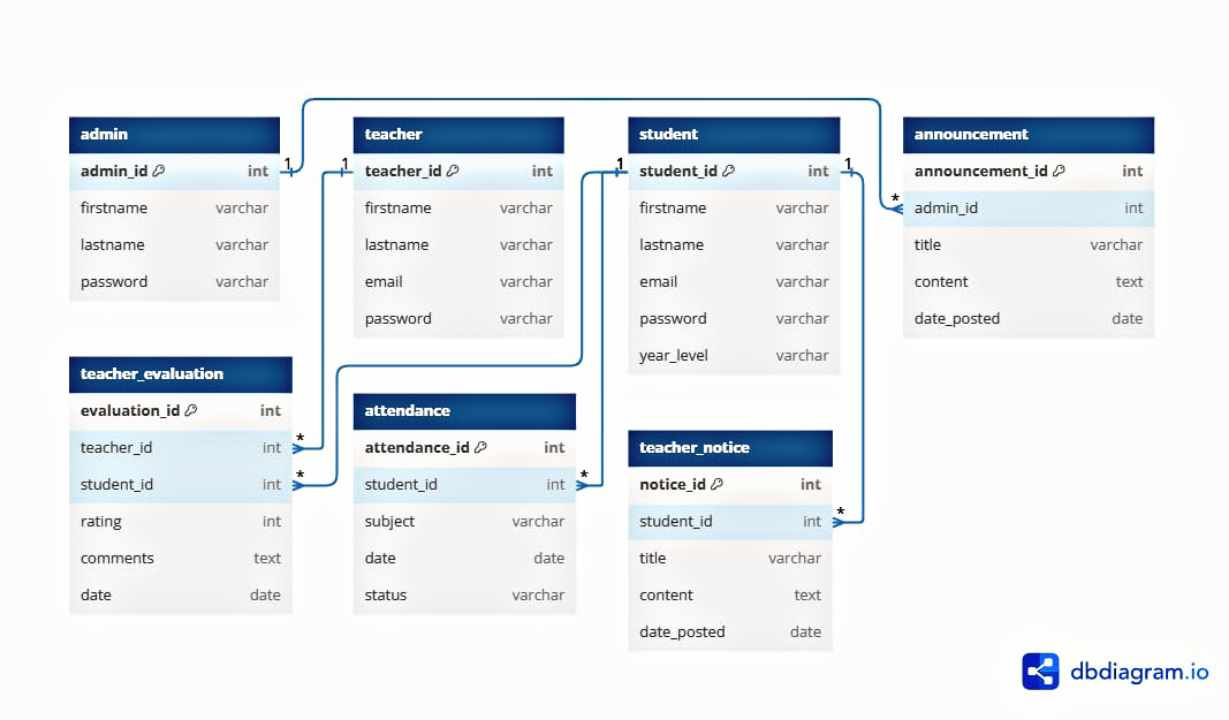 admin
admin_id int
firstname varchar
lastname varchar
password varchar
1
teacher
teacher_id int
firstname varchar
lastname varchar
email varchar
password varchar
1
student
student_id int
firstname varchar
lastname varchar
email varchar
password varchar
year_level varchar
1
1
announcement
announcement_id int
* admin_id int
title varchar
content text
date_posted date
teacher_evaluation
evaluation_id int
teacher_id int *
student_id int *
rating int
comments text
date date
attendance
attendance_id int
student_id int *
subject varchar
date date
status varchar
teacher_notice
notice_id int
student_id int *
title varchar
content text
date_posted date
dbdiagram.io